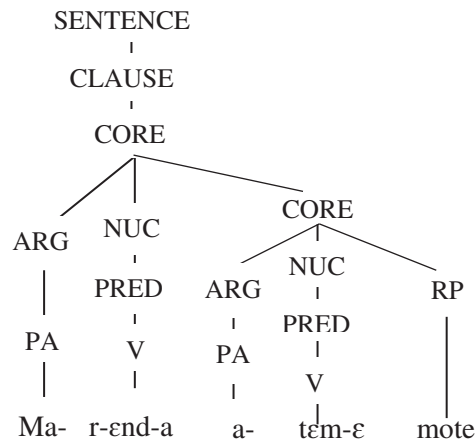 SENTENCE
CLAUSE
CORE
CORE
ARG NUC
NUC
PRED ARG RP
PRED
PA V PA
V
Ma- r-ɛnd-a a- tɛm-ɛ mote